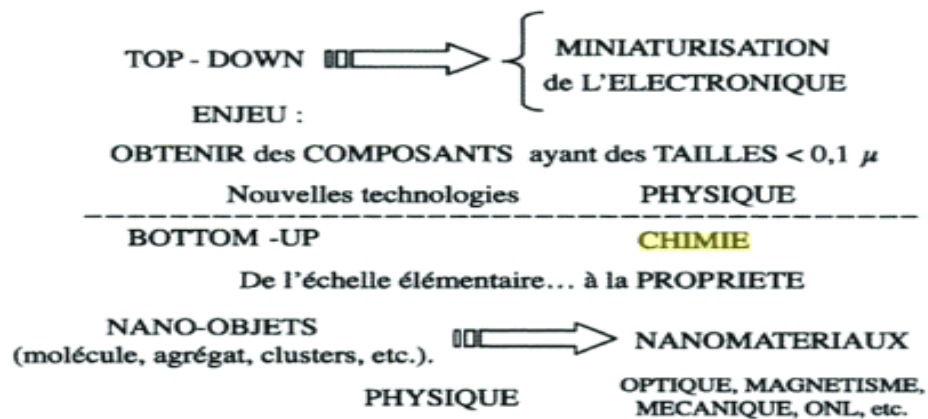 TOP - DOWN MINIATURISATION
de L'ELECTRONIQUE
ENJEU :
OBTENIR des COMPOSANTS ayant des TAILLES < 0,1 μ
Nouvelles technologies PHYSIQUE
BOTTOM -UP CHIMIE
De l'échelle élémentaire... à la PROPRIETE
NANO-OBJETS
(molécule, agrégat, clusters, etc.).
NANOMATERIAUX
PHYSIQUE
OPTIQUE, MAGNETISME,
MECANIQUE, ONL, etc.